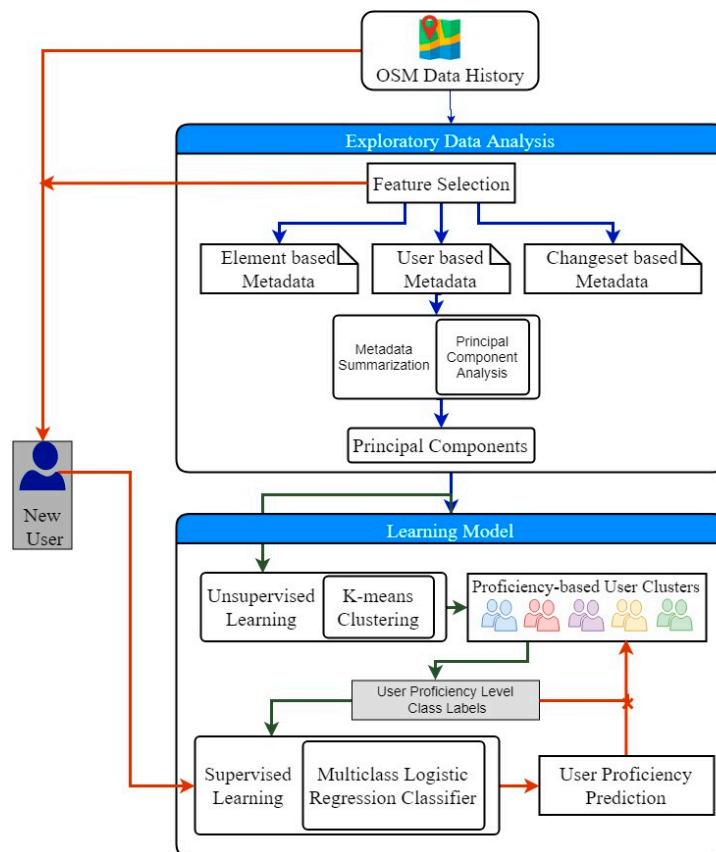 OSM Data History
Exploratory Data Analysis
Feature Selection
Element based
Metadata
User based
Metadata
Changeset based
Metadata
Metadata
Summarization
Principal
Component
Analysis
Principal Components
New
User
Learning Model
Unsupervised
Learning
K-means
Clustering
Proficiency-based User Clusters
User Proficiency Level
Class Labels
Supervised
Learning
Multiclass Logistic
Regression Classifier
User Proficiency
Prediction